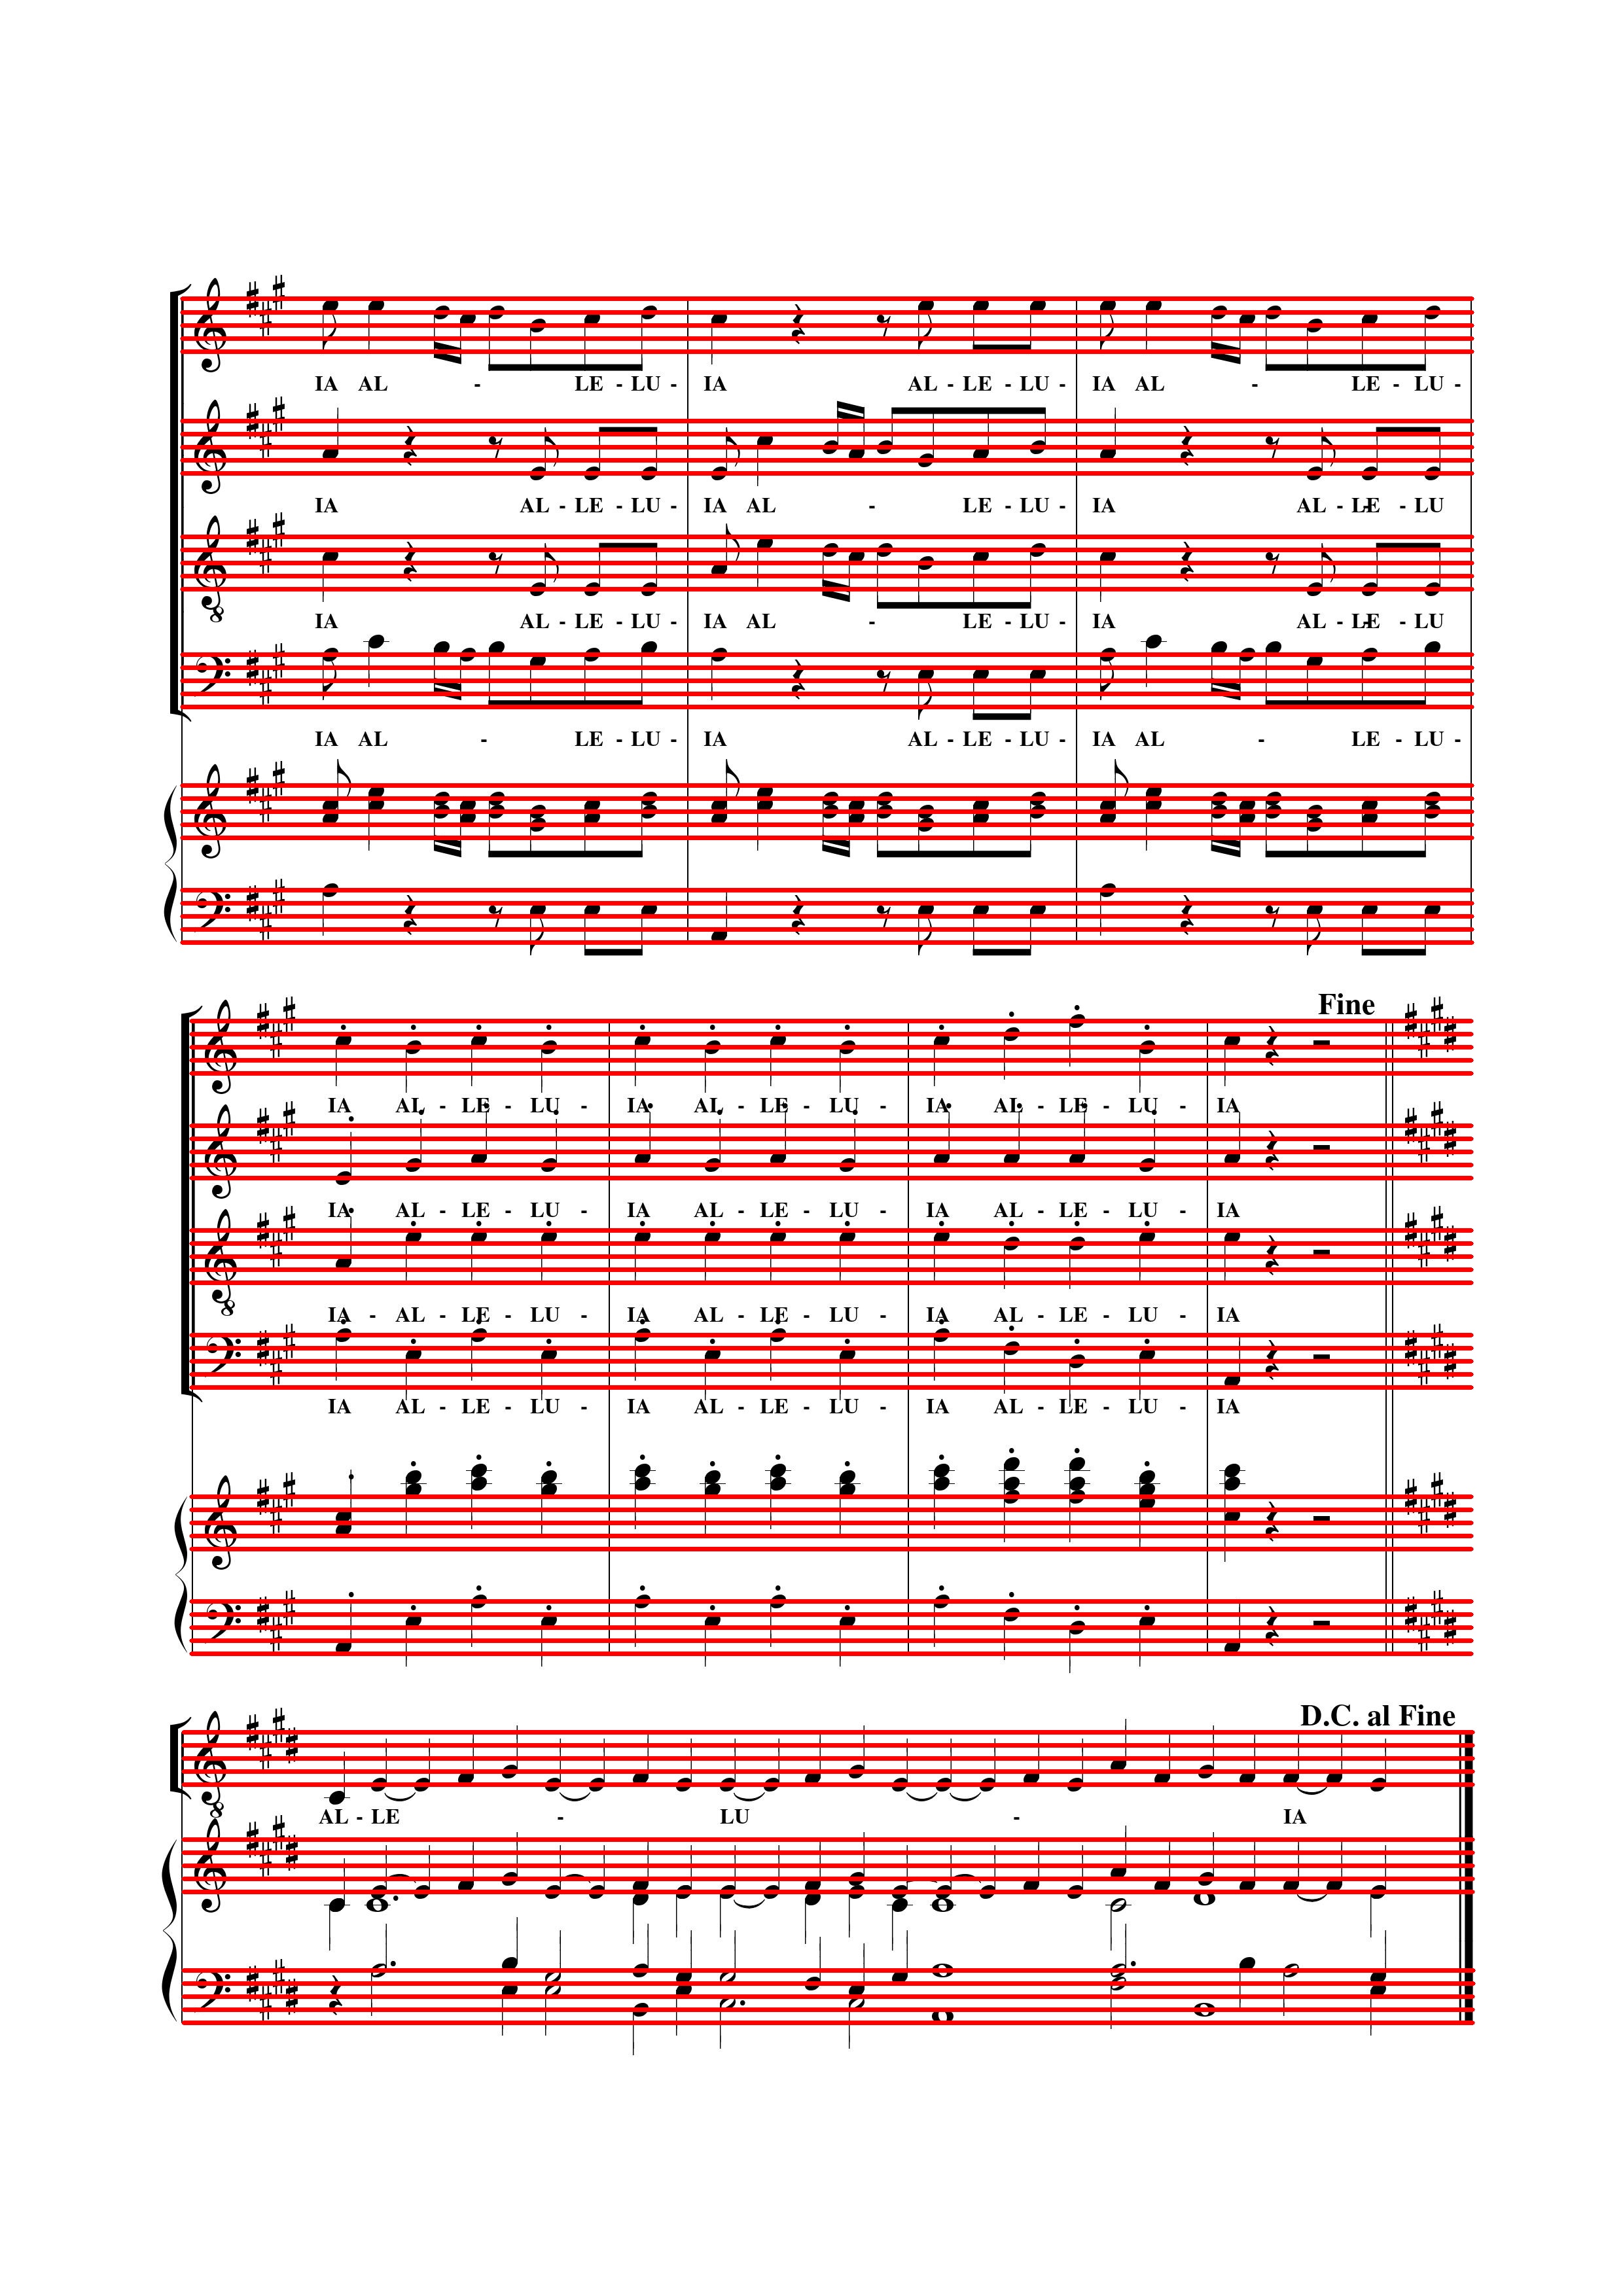 IA AL - LE - LU - IA AL - LE - LU - IA AL - LE - LU -
IA AL - LE - LU - IA AL - LE - LU - IA AL - LE - LU
IA AL - LE - LU - IA AL - LE - LU - IA AL - LE - LU
IA AL - LE - LU - IA AL - LE - LU - IA AL - LE - LU -
Fine
IA AL - LE - LU - IA AL - LE - LU - IA AL - LE - LU - IA
IA AL - LE - LU - IA AL - LE - LU - IA AL - LE - LU - IA
8
IA - AL - LE - LU - IA AL - LE - LU - IA AL - LE - LU - IA
IA AL - LE - LU - IA AL - LE - LU - IA AL - LE - LU - IA
D.C. al Fine
AL - LE - LU - IA